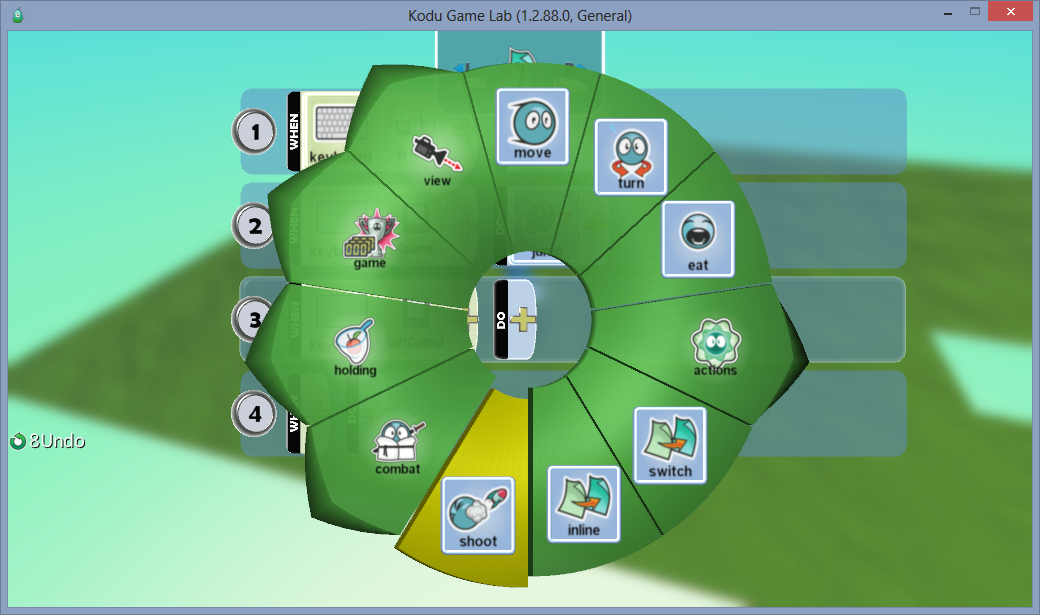 Kodu Game Lab (1.2.88.0, General)
1
WHEN
move
turn
view
eat
2
game
3
DO
holding
actions
4
combat
switch
8Undo
inline
shoot